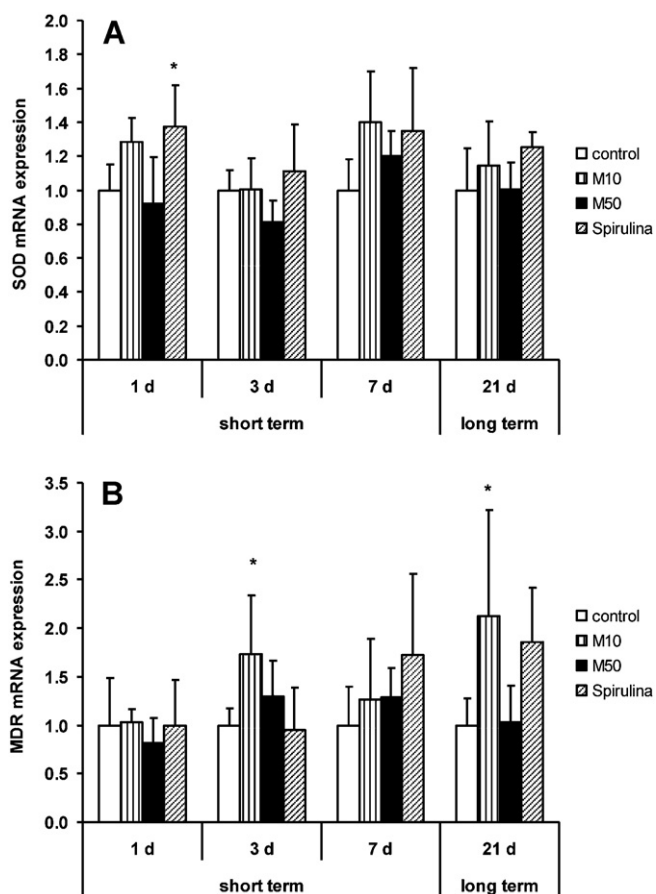 A
SOD mRNA expression
2.0
1.8
1.6
1.4
1.2
1.0
0.8
0.6
0.4
0.2
0.0
*
control
M10
M50
Spirulina
1 d 3 d 7 d 21 d
short term long term
B
MDR mRNA expression
3.5
3.0
2.5
2.0
1.5
1.0
0.5
0.0
*
*
control
M10
M50
Spirulina
1 d 3 d 7 d 21 d
short term long term